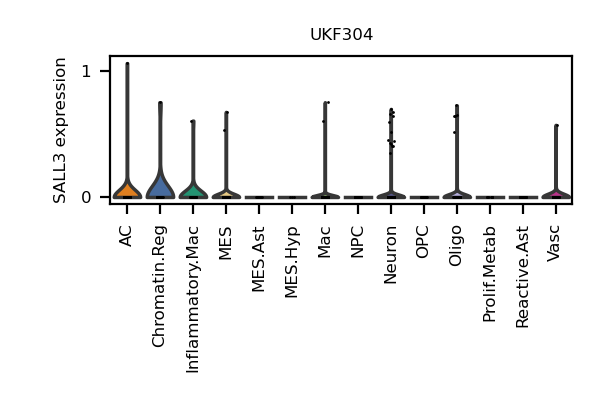 UKF304
SALL3 expression
1
0
AC
Chromatin.Reg
Inflammatory.Mac
MES
MES.Ast
MES.Hyp
Mac
NPC
Neuron
OPC
Oligo
Prolif.Metab
Reactive.Ast
Vasc